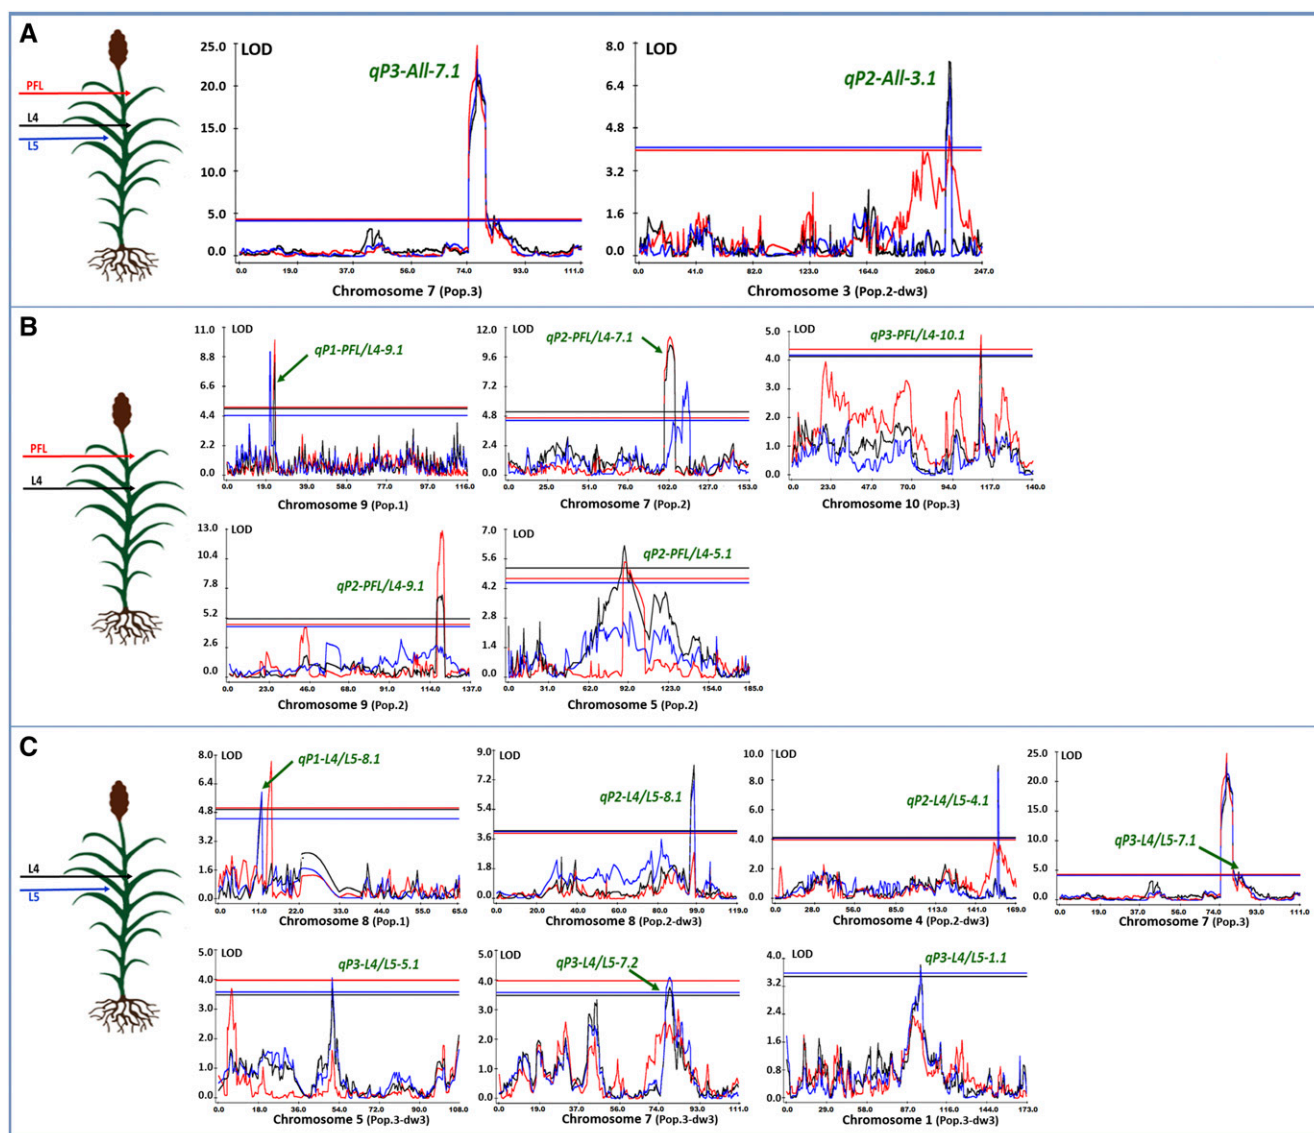 A
PFL
L4
L5
LOD
qP3-All-7.1
25.0
20.0
15.0
10.0
5.0
0.0
0.0 19.0 37.0 56.0 74.0 93.0 111.0
Chromosome 7 (Pop.3)
LOD
qP2-All-3.1
8.0
6.4
4.8
3.2
1.6
0.0
0.0 41.0 82.0 123.0 164.0 206.0 247.0
Chromosome 3 (Pop.2-dw3)
B
PFL
L4
LOD
qP1-PFL/L4-9.1
11.0
8.8
6.6
4.4
2.2
0.0
0.0 19.0 38.0 58.0 77.0 97.0 116.0
Chromosome 9 (Pop.1)
LOD
qP2-PFL/L4-7.1
12.0
9.6
7.2
4.8
2.4
0.0
0.0 25.0 51.0 76.0 102.0 127.0 153.0
Chromosome 7 (Pop.2)
LOD
qP3-PFL/L4-10.1
5.0
4.0
3.0
2.0
1.0
0.0
0.0 23.0 47.0 70.0 94.0 117.0 140.0
Chromosome 10 (Pop.3)
LOD
qP2-PFL/L4-9.1
13.0
10.4
7.8
5.2
2.6
0.0
0.0 23.0 46.0 68.0 91.0 114.0 137.0
Chromosome 9 (Pop.2)
LOD
qP2-PFL/L4-5.1
7.0
5.6
4.2
2.8
1.4
0.0
0.0 31.0 62.0 92.0 123.0 154.0 185.0
Chromosome 5 (Pop.2)
C
L4
L5
LOD
qP1-L4/L5-8.1
8.0
6.4
4.8
3.2
1.6
0.0
0.0 11.0 22.0 33.0 44.0 55.0 65.0
Chromosome 8 (Pop.1)
LOD
qP2-L4/L5-8.1
9.0
7.2
5.4
3.6
1.8
0.0
0.0 20.0 40.0 60.0 80.0 99.0 119.0
Chromosome 8 (Pop.2-dw3)
LOD
qP2-L4/L5-4.1
10.0
8.0
6.0
4.0
2.0
0.0
0.0 28.0 56.0 84.0 113.0 141.0 169.0
Chromosome 4 (Pop.2-dw3)
LOD
qP3-L4/L5-7.1
25.0
20.0
15.0
10.0
5.0
0.0
0.0 19.0 37.0 56.0 74.0 93.0 111.0
Chromosome 7 (Pop.3)
LOD
qP3-L4/L5-5.1
5.0
4.0
3.0
2.0
1.0
0.0
0.0 18.0 36.0 54.0 72.0 90.0 108.0
Chromosome 5 (Pop.3-dw3)
LOD
qP3-L4/L5-7.2
5.0
4.0
3.0
2.0
1.0
0.0
0.0 19.0 37.0 56.0 74.0 93.0 111.0
Chromosome 7 (Pop.3-dw3)
LOD
qP3-L4/L5-1.1
4.0
3.2
2.4
1.6
0.8
0.0
0.0 29.0 58.0 87.0 116.0 144.0 173.0
Chromosome 1 (Pop.3-dw3)